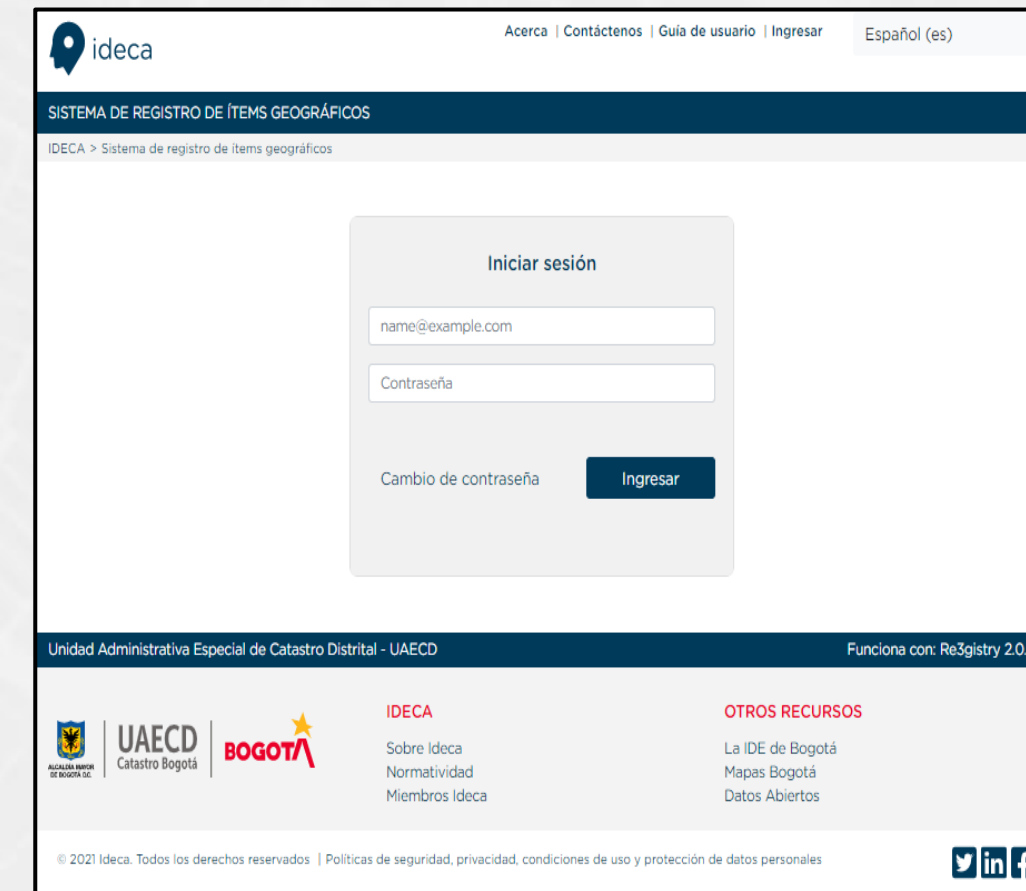 ideca
Acerca | Contáctenos | Guía de usuario | Ingresar
Español (es)
SISTEMA DE REGISTRO DE ÍTEMS GEOGRÁFICOS
IDECA > Sistema de registro de ítems geográficos
Iniciar sesión
name@example.com
Contraseña
Cambio de contraseña
Ingresar
Unidad Administrativa Especial de Catastro Distrital - UAECD
Funciona con: Re3gistry 2.0.
ALCALDÍA MAYOR
DE BOGOTÁ D.C.
UAECD
Catastro Bogotá
BOGOTÁ
IDECA
Sobre Ideca
Normatividad
Miembros Ideca
OTROS RECURSOS
La IDE de Bogotá
Mapas Bogotá
Datos Abiertos
© 2021 Ideca. Todos los derechos reservados | Políticas de seguridad, privacidad, condiciones de uso y protección de datos personales